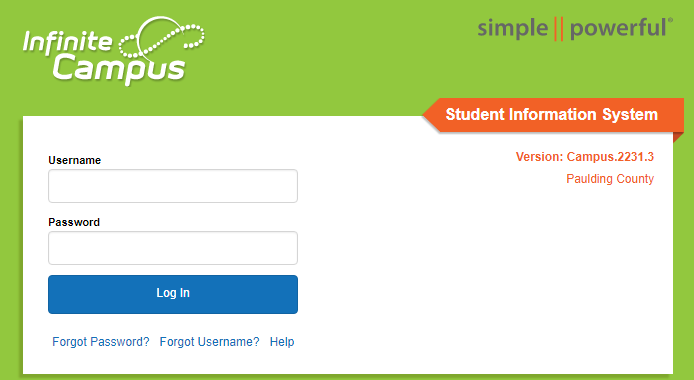 Infinite
Campus
simple || powerful®
Student Information System
Version: Campus.2231.3
Paulding County
Username
Password
Log In
Forgot Password? Forgot Username? Help